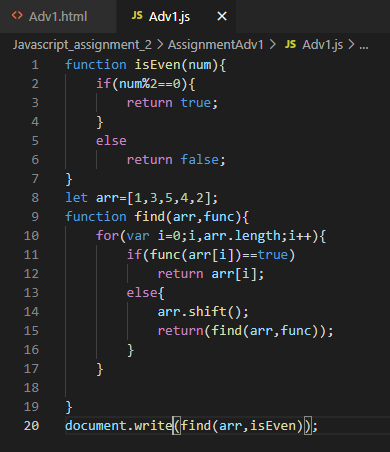 <> Adv1.html JS Adv1.js ×
Javascript_assignment_2 > AssignmentAdv1 > JS Adv1.js > ...
1 function isEven(num){
2     if(num%2==0){
3         return true;
4     }
5     else
6         return false;
7 }
8 let arr=[1,3,5,4,2];
9 function find(arr,func){
10     for(var i=0;i,arr.length;i++){
11         if(func(arr[i])==true)
12             return arr[i];
13         else{
14             arr.shift();
15             return(find(arr,func));
16         }
17     }
18
19 }
20 document.write(find(arr,isEven));